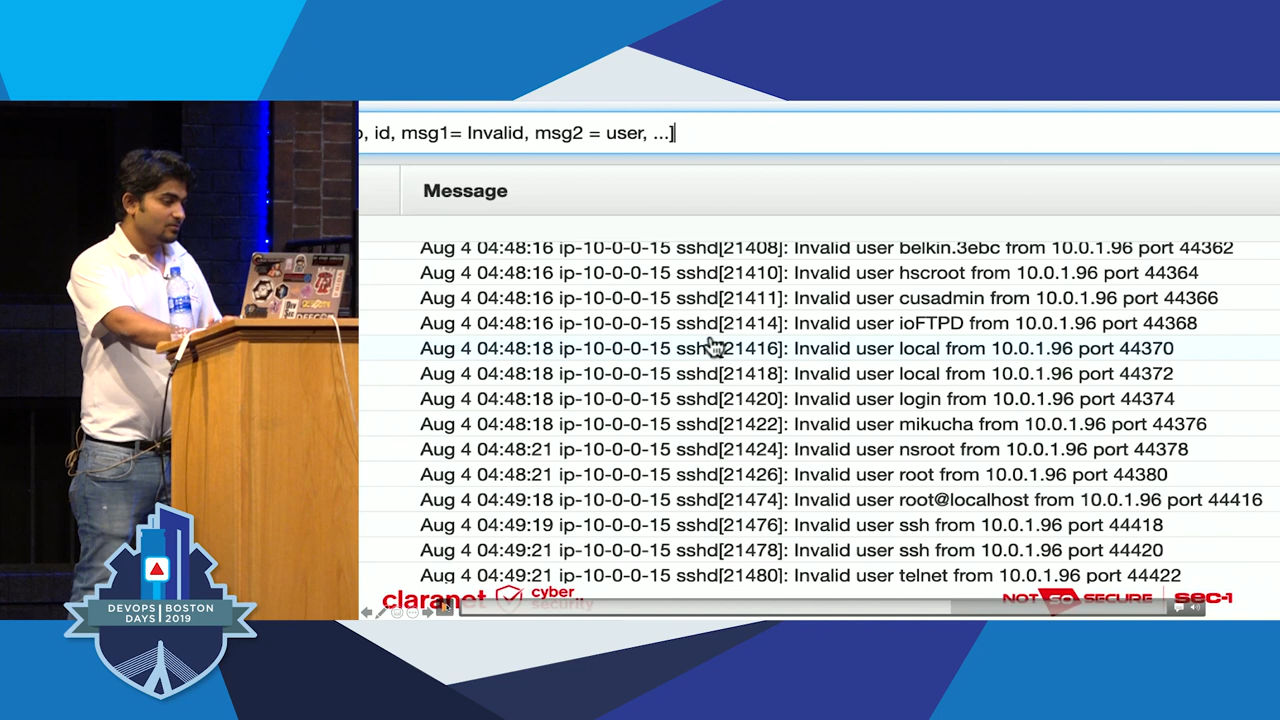 , id, msg1= Invalid, msg2 = user, ...]
Message
Aug 4 04:48:16 ip-10-0-0-15 sshd[21408]: Invalid user belkin.3ebc from 10.0.1.96 port 44362
Aug 4 04:48:16 ip-10-0-0-15 sshd[21410]: Invalid user hscroot from 10.0.1.96 port 44364
Aug 4 04:48:16 ip-10-0-0-15 sshd[21411]: Invalid user cusadmin from 10.0.1.96 port 44366
Aug 4 04:48:16 ip-10-0-0-15 sshd[21414]: Invalid user ioFTPD from 10.0.1.96 port 44368
Aug 4 04:48:18 ip-10-0-0-15 sshd[21416]: Invalid user local from 10.0.1.96 port 44370
Aug 4 04:48:18 ip-10-0-0-15 sshd[21418]: Invalid user local from 10.0.1.96 port 44372
Aug 4 04:48:18 ip-10-0-0-15 sshd[21420]: Invalid user login from 10.0.1.96 port 44374
Aug 4 04:48:18 ip-10-0-0-15 sshd[21422]: Invalid user mikucha from 10.0.1.96 port 44376
Aug 4 04:48:21 ip-10-0-0-15 sshd[21424]: Invalid user nsroot from 10.0.1.96 port 44378
Aug 4 04:48:21 ip-10-0-0-15 sshd[21426]: Invalid user root from 10.0.1.96 port 44380
Aug 4 04:49:18 ip-10-0-0-15 sshd[21474]: Invalid user root@localhost from 10.0.1.96 port 44416
Aug 4 04:49:19 ip-10-0-0-15 sshd[21476]: Invalid user ssh from 10.0.1.96 port 44418
Aug 4 04:49:21 ip-10-0-0-15 sshd[21478]: Invalid user ssh from 10.0.1.96 port 44420
Aug 4 04:49:21 ip-10-0-0-15 sshd[21480]: Invalid user telnet from 10.0.1.96 port 44422
claranet cyber security
NOT SO SECURE SEC-1
DEVOPS DAYS
BOSTON 2019